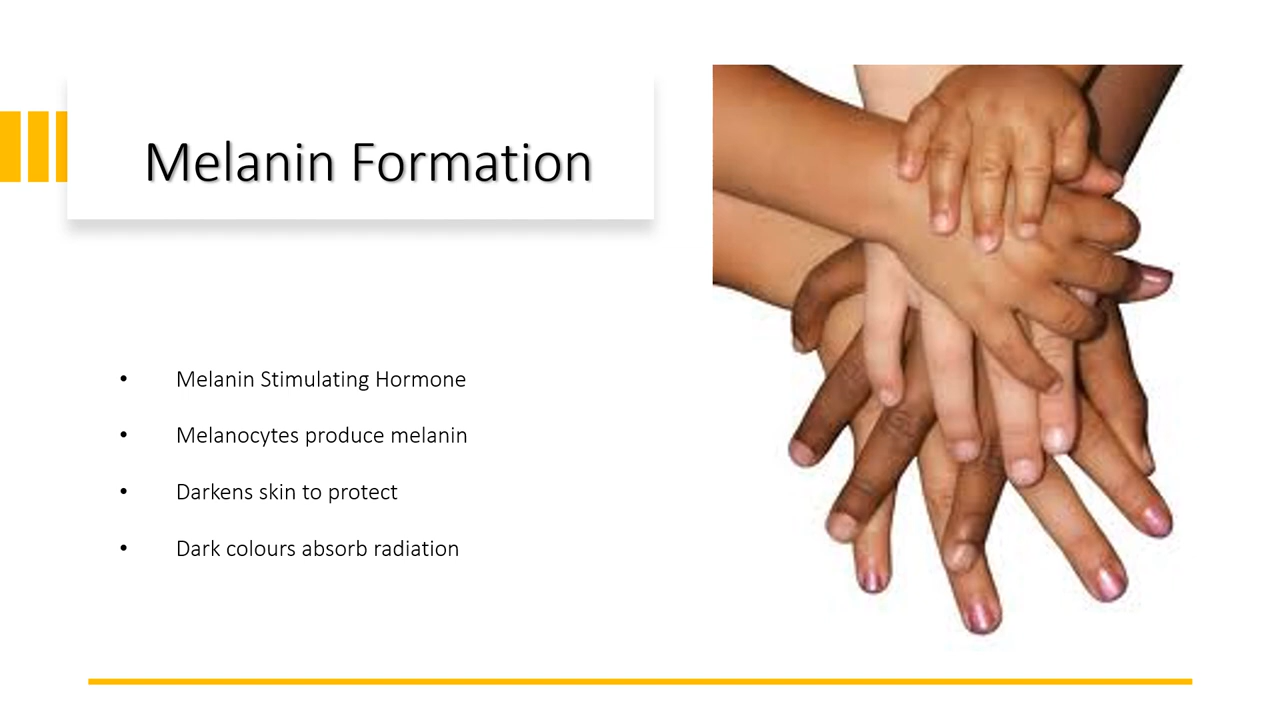 Melanin Formation
• Melanin Stimulating Hormone
• Melanocytes produce melanin
• Darkens skin to protect
• Dark colours absorb radiation